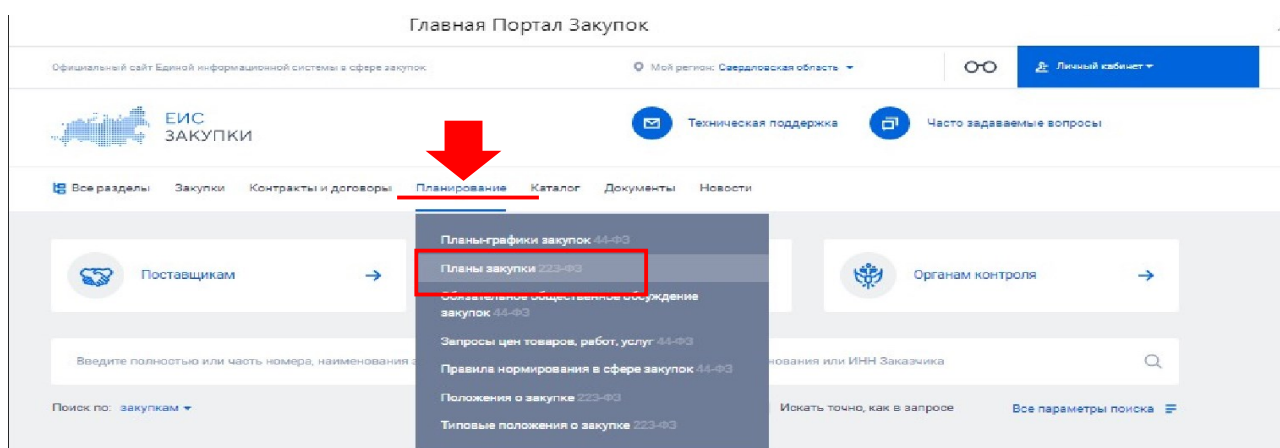 Главная Портал Закупок
Официальный сайт Единой информационной системы в сфере закупок
Мой регион: Свердловская область
Личный кабинет
ЕИС
ЗАКУПКИ
Техническая поддержка
Часто задаваемые вопросы
Все разделы Закупки Контракты и договоры Планирование Каталог Документы Новости
Планы-графики закупок 44-ФЗ
Планы закупки 223-ФЗ
Обязательное общественное обсуждение
закупок 44-ФЗ
Запросы цен товаров, работ, услуг 44-ФЗ
Правила нормирования в сфере закупок 44-ФЗ
Положения о закупке 223-ФЗ
Типовые положения о закупке 223-ФЗ
Поставщикам
Органам контроля
Введите полностью или часть номера, наименования
нования или ИНН Заказчика
Поиск по: закупкам
Искать точно, как в запросе
Все параметры поиска